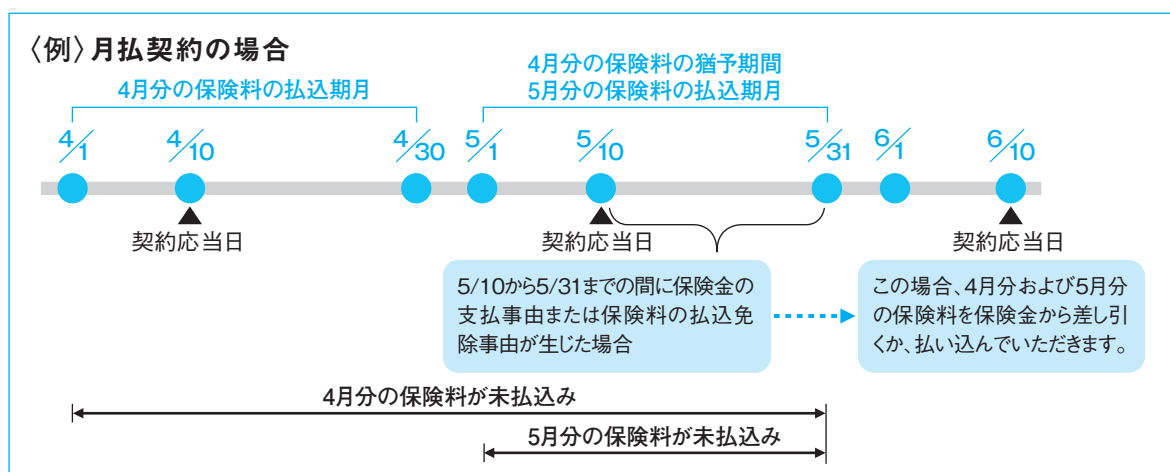 〈例〉月払契約の場合
4月分の保険料の払込期月
4月分の保険料の猶予期間
5月分の保険料の払込期月
4/1
4/10
4/30
5/1
5/10
5/31
6/1
6/10
契約応当日
契約応当日
契約応当日
5/10から5/31までの間に保険金の
支払事由または保険料の払込免
除事由が生じた場合
この場合、4月分および5月分
の保険料を保険金から差し引
くか、払い込んでいただきます。
4月分の保険料が未払込み
5月分の保険料が未払込み